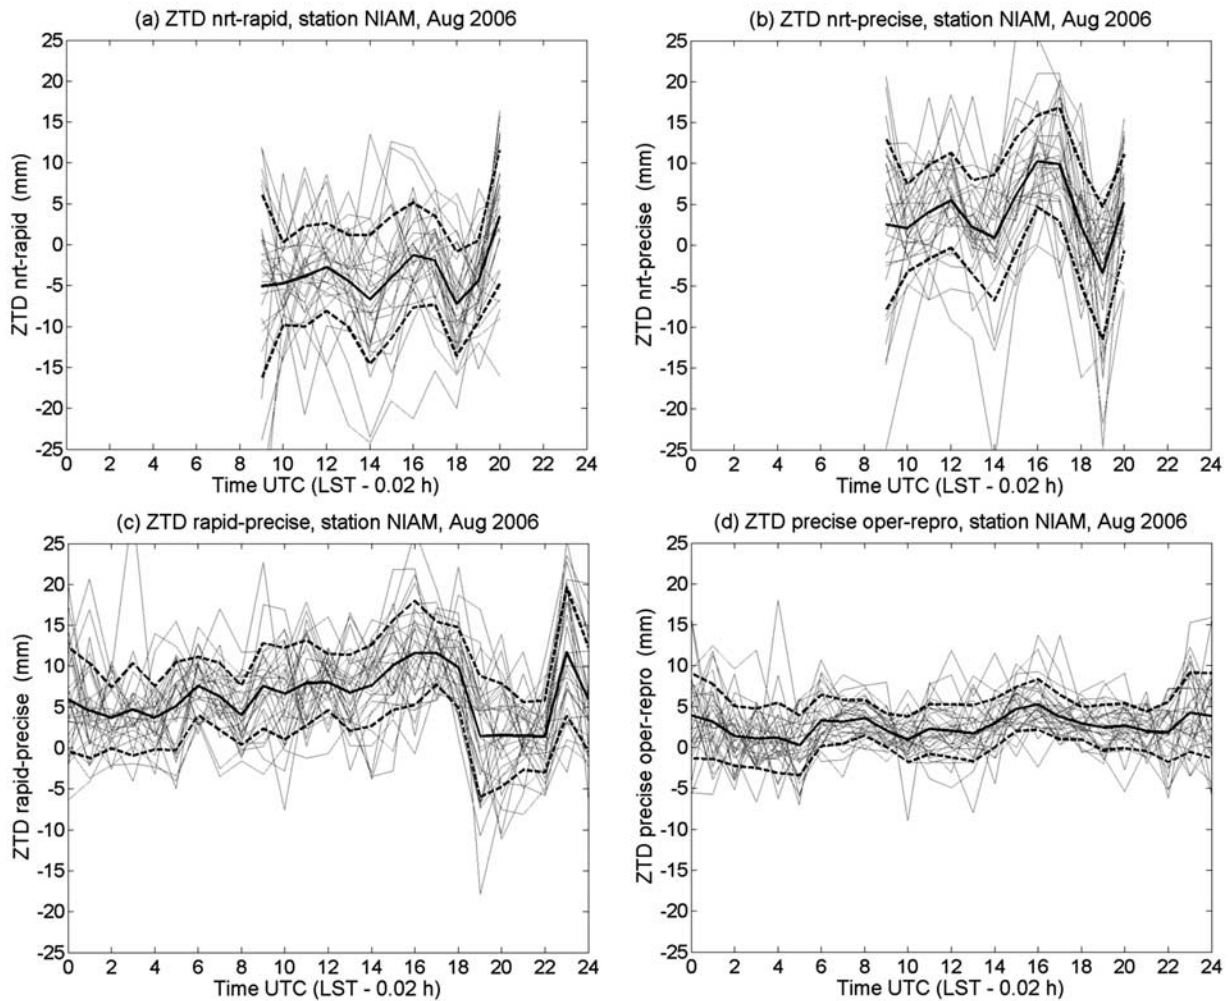 (a) ZTD nrt-rapid, station NIAM, Aug 2006
25
20
15
10
5
0
-5
-10
-15
-20
-25
ZTD nrt-rapid (mm)
0 2 4 6 8 10 12 14 16 18 20 22 24
Time UTC (LST - 0.02 h)
(b) ZTD nrt-precise, station NIAM, Aug 2006
25
20
15
10
5
0
-5
-10
-15
-20
-25
ZTD nrt-precise (mm)
0 2 4 6 8 10 12 14 16 18 20 22 24
Time UTC (LST - 0.02 h)
(c) ZTD rapid-precise, station NIAM, Aug 2006
25
20
15
10
5
0
-5
-10
-15
-20
-25
ZTD rapid-precise (mm)
0 2 4 6 8 10 12 14 16 18 20 22 24
Time UTC (LST - 0.02 h)
(d) ZTD precise oper-repro, station NIAM, Aug 2006
25
20
15
10
5
0
-5
-10
-15
-20
-25
ZTD precise oper-repro (mm)
0 2 4 6 8 10 12 14 16 18 20 22 24
Time UTC (LST - 0.02 h)